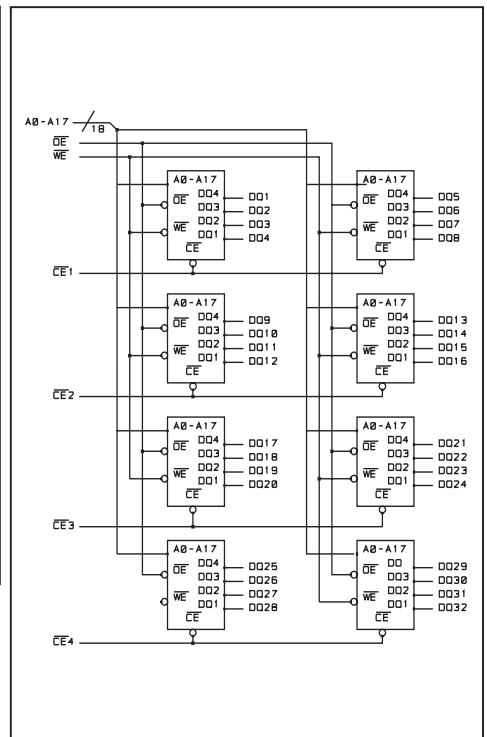 A0-A17
18
OE
WE
A0-A17 A0-A17
DQ4 DQ1 DQ4 DQ5
OE DQ3 DQ2 OE DQ3 DQ6
DQ2 DQ3 DQ2 DQ7
WE DQ1 DQ4 WE DQ1 DQ8
CE CE
CE1
A0-A17 A0-A17
DQ4 DQ9 DQ4 DQ13
OE DQ3 DQ10 OE DQ3 DQ14
DQ2 DQ11 DQ2 DQ15
WE DQ1 DQ12 WE DQ1 DQ16
CE CE
CE2
A0-A17 A0-A17
DQ4 DQ17 DQ4 DQ21
OE DQ3 DQ18 OE DQ3 DQ22
DQ2 DQ19 DQ2 DQ23
WE DQ1 DQ20 WE DQ1 DQ24
CE CE
CE3
A0-A17 A0-A17
DQ4 DQ25 DQ DQ29
OE DQ3 DQ26 OE DQ3 DQ30
DQ2 DQ27 DQ2 DQ31
WE DQ1 DQ28 WE DQ1 DQ32
CE CE
CE4